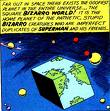 FAR OUT IN SPACE THERE EXISTS THE ODDEST
PLANET IN THE ENTIRE UNIVERSE... THE
SQUARE BIZARRO WORLD! IT IS THE
HOME PLANET OF THE PATHETIC, STUPID
BIZARRO CREATURES WHO ARE IMPERFECT
DUPLICATES OF SUPERMAN AND HIS FRIENDS.